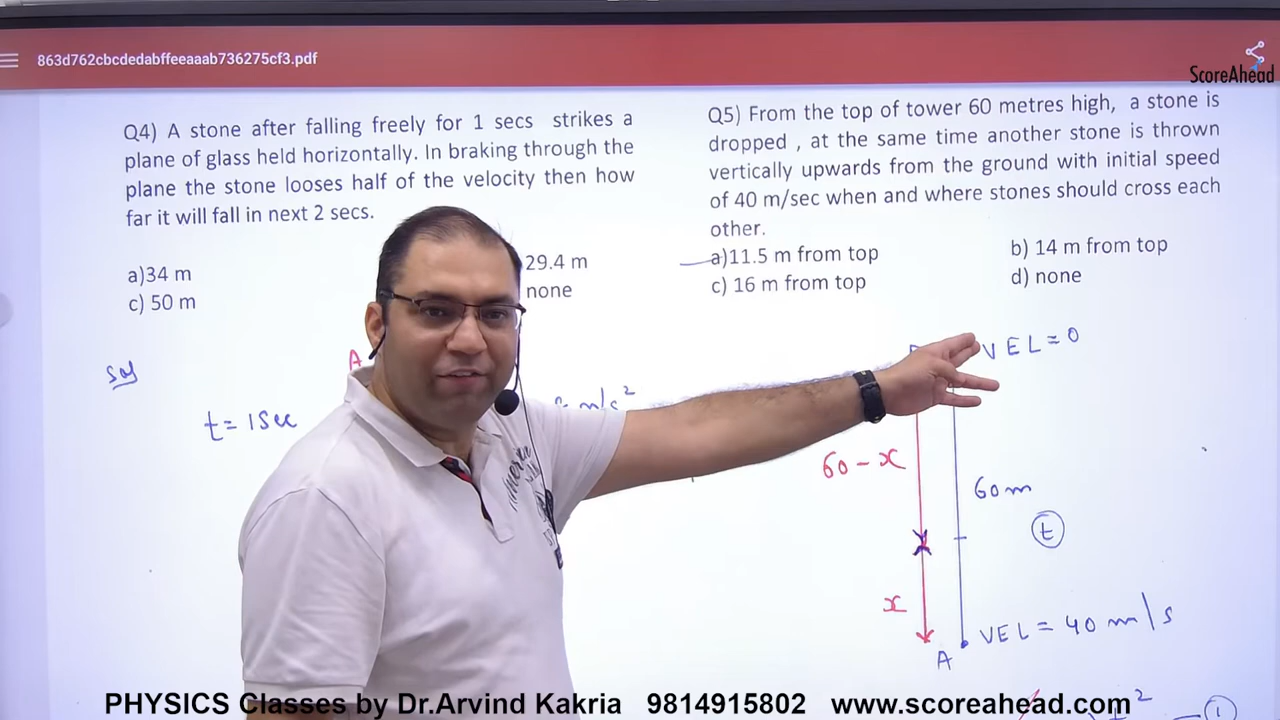 863d762cbcdedabffeeaaab736275cf3.pdf
ScoreAhead
Q4) A stone after falling freely for 1 secs strikes a
plane of glass held horizontally. In braking through the
plane the stone looses half of the velocity then how
far it will fall in next 2 secs.
a)34 m
29.4 m
c) 50 m
none
Q5) From the top of tower 60 metres high, a stone is
dropped , at the same time another stone is thrown
vertically upwards from the ground with initial speed
of 40 m/sec when and where stones should cross each
other.
a)11.5 m from top
b) 14 m from top
c) 16 m from top
d) none
Sol
A
t = 1 Sec
m/s²
VEL = 0
60 - x
60m
t
x
VEL = 40 m/s
A
PHYSICS Classes by Dr.Arvind Kakria 9814915802 www.scoreahead.com